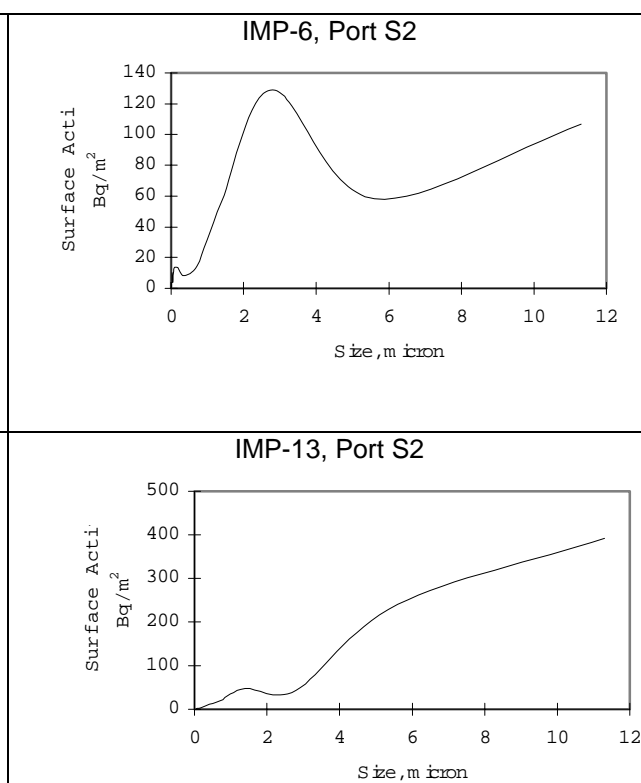 IMP-6, Port S2
Surface Acti
Bq/m²
140
120
100
80
60
40
20
0
0 2 4 6 8 10 12
Size, micron
IMP-13, Port S2
Surface Acti
Bq/m²
500
400
300
200
100
0
0 2 4 6 8 10 12
Size, micron